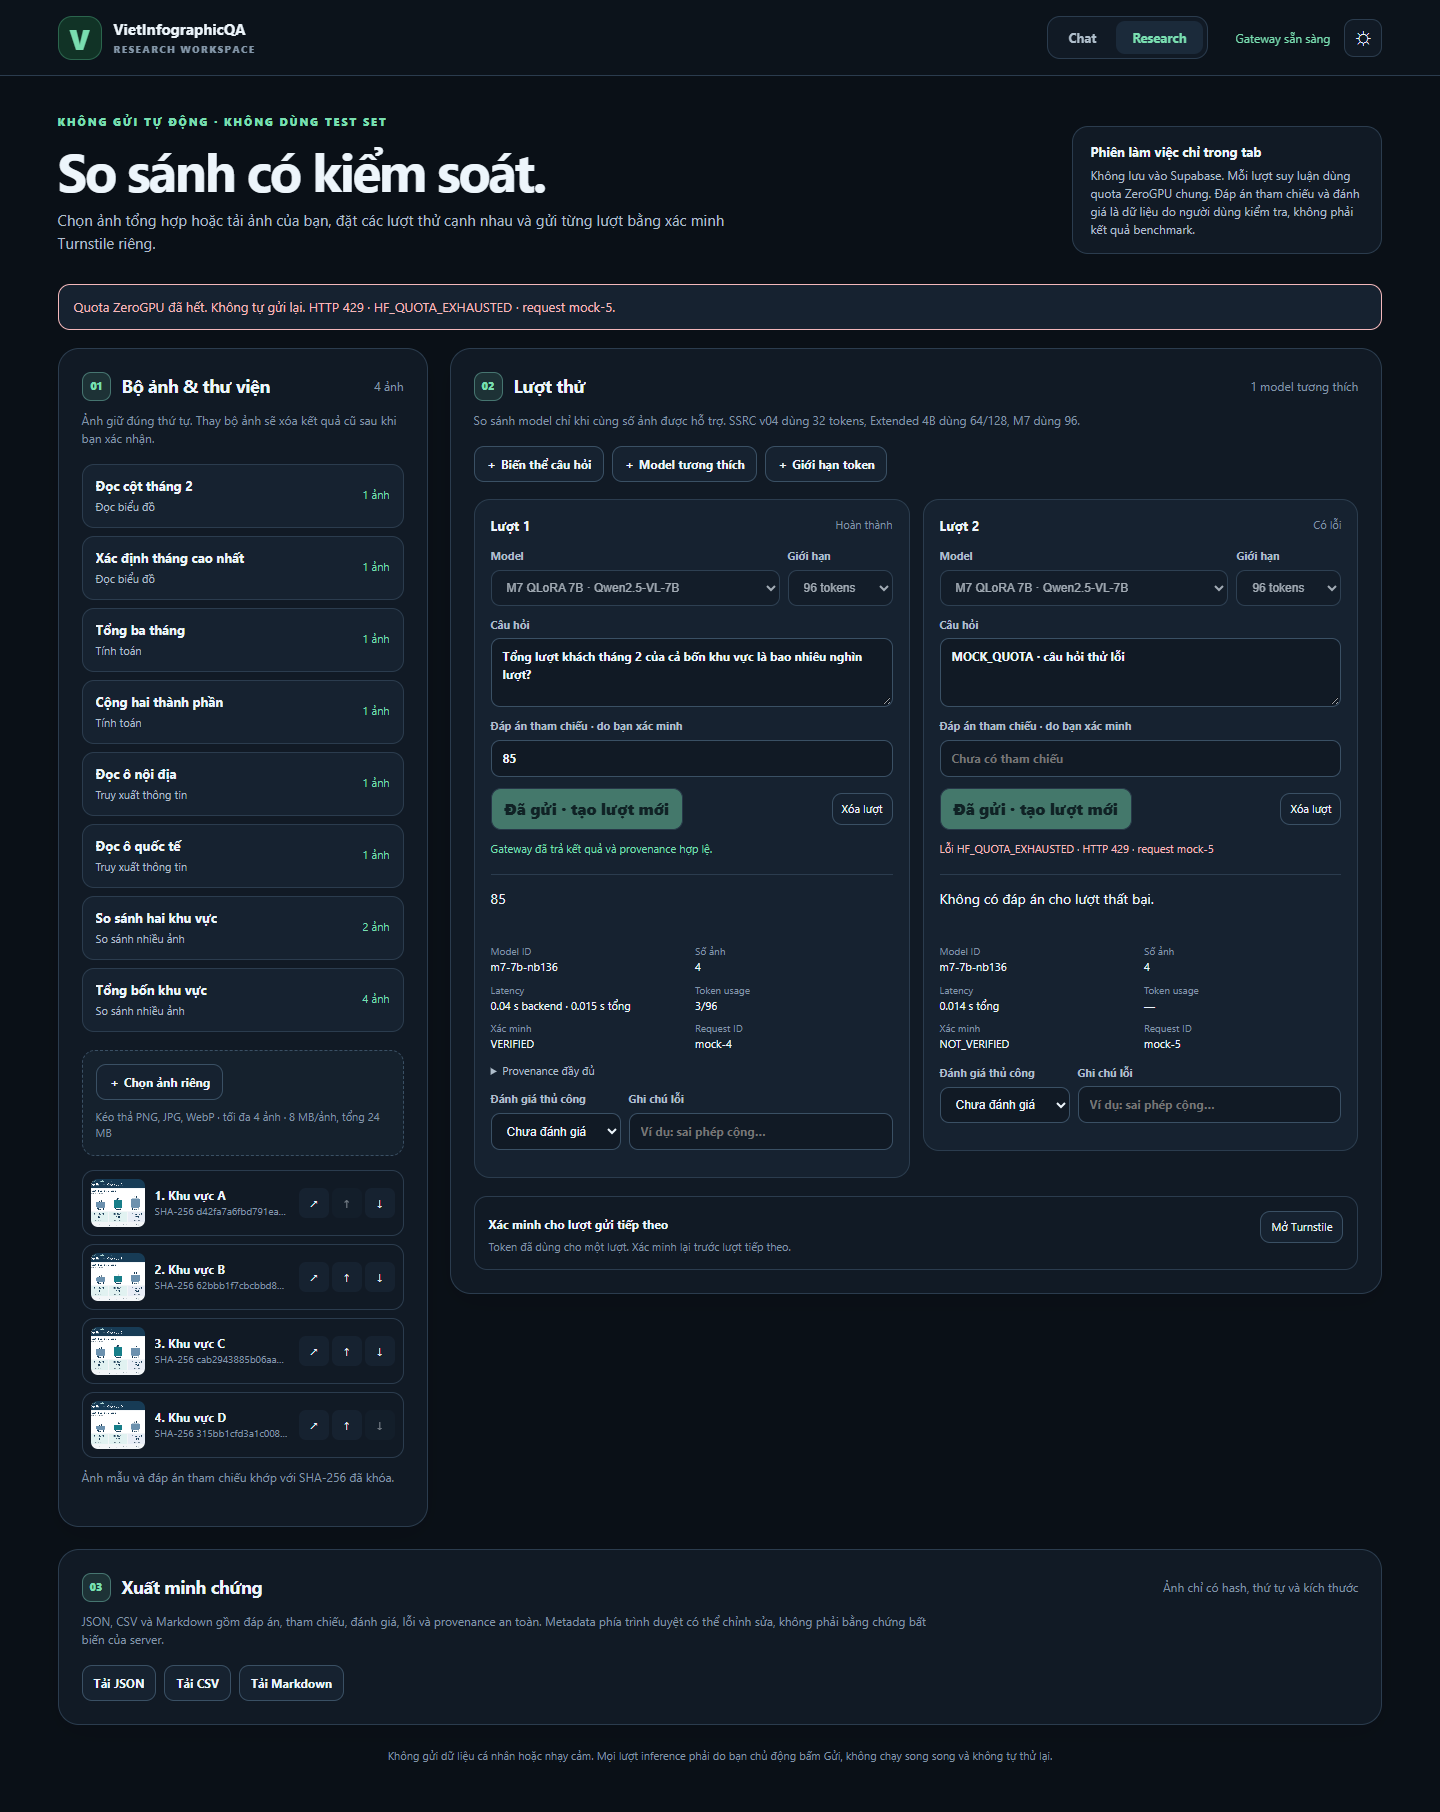 V
VietInfographicQA
RESEARCH WORKSPACE
Chat
Research
Gateway sẵn sàng
KHÔNG GỬI TỰ ĐỘNG · KHÔNG DÙNG TEST SET
So sánh có kiểm soát.
Chọn ảnh tổng hợp hoặc tải ảnh của bạn, đặt các lượt thử cạnh nhau và gửi từng lượt bằng xác minh
Turnstile riêng.
Phiên làm việc chỉ trong tab
Không lưu vào Supabase. Mỗi lượt suy luận dùng
quota ZeroGPU chung. Đáp án tham chiếu và đánh
giá là dữ liệu do người dùng kiểm tra, không phải
kết quả benchmark.
Quota ZeroGPU đã hết. Không tự gửi lại. HTTP 429 · HF_QUOTA_EXHAUSTED · request mock-5.
01
Bộ ảnh & thư viện
4 ảnh
Ảnh giữ đúng thứ tự. Thay bộ ảnh sẽ xóa kết quả cũ sau khi
bạn xác nhận.
Đọc cột tháng 2
Đọc biểu đồ
1 ảnh
Xác định tháng cao nhất
Đọc biểu đồ
1 ảnh
Tổng ba tháng
Tính toán
1 ảnh
Cộng hai thành phần
Tính toán
1 ảnh
Đọc ô nội địa
Truy xuất thông tin
1 ảnh
Đọc ô quốc tế
Truy xuất thông tin
1 ảnh
So sánh hai khu vực
So sánh nhiều ảnh
2 ảnh
Tổng bốn khu vực
So sánh nhiều ảnh
4 ảnh
+ Chọn ảnh riêng
Kéo thả PNG, JPG, WebP · tối đa 4 ảnh · 8 MB/ảnh, tổng 24
MB
1. Khu vực A
SHA-256 d42fa7a6fbd791ea...
↗ ↑ ↓
2. Khu vực B
SHA-256 62bbb1f7cbcbbd8...
↗ ↑ ↓
3. Khu vực C
SHA-256 cab2943885b06aa...
↗ ↑ ↓
4. Khu vực D
SHA-256 315bb1cfd3a1c008...
↗ ↑ ↓
Ảnh mẫu và đáp án tham chiếu khớp với SHA-256 đã khóa.
02
Lượt thử
1 model tương thích
So sánh model chỉ khi cùng số ảnh được hỗ trợ. SSRC v04 dùng 32 tokens, Extended 4B dùng 64/128, M7 dùng 96.
+ Biến thể câu hỏi
+ Model tương thích
+ Giới hạn token
Lượt 1
Hoàn thành
Model
Giới hạn
M7 QLoRA 7B · Qwen2.5-VL-7B
96 tokens
Câu hỏi
Tổng lượt khách tháng 2 của cả bốn khu vực là bao nhiêu nghìn
lượt?
Đáp án tham chiếu · do bạn xác minh
85
Đã gửi · tạo lượt mới
Xóa lượt
Gateway đã trả kết quả và provenance hợp lệ.
85
Model ID
Số ảnh
m7-7b-nb136
4
Latency
Token usage
0.04 s backend · 0.015 s tổng
3/96
Xác minh
Request ID
VERIFIED
mock-4
▶ Provenance đầy đủ
Đánh giá thủ công
Ghi chú lỗi
Chưa đánh giá
Ví dụ: sai phép cộng...
Lượt 2
Có lỗi
Model
Giới hạn
M7 QLoRA 7B · Qwen2.5-VL-7B
96 tokens
Câu hỏi
MOCK_QUOTA · câu hỏi thử lỗi
Đáp án tham chiếu · do bạn xác minh
Chưa có tham chiếu
Đã gửi · tạo lượt mới
Xóa lượt
Lỗi HF_QUOTA_EXHAUSTED · HTTP 429 · request mock-5
Không có đáp án cho lượt thất bại.
Model ID
Số ảnh
m7-7b-nb136
4
Latency
Token usage
0.014 s tổng
—
Xác minh
Request ID
NOT_VERIFIED
mock-5
Đánh giá thủ công
Ghi chú lỗi
Chưa đánh giá
Ví dụ: sai phép cộng...
Xác minh cho lượt gửi tiếp theo
Token đã dùng cho một lượt. Xác minh lại trước lượt tiếp theo.
Mở Turnstile
03
Xuất minh chứng
Ảnh chỉ có hash, thứ tự và kích thước
JSON, CSV và Markdown gồm đáp án, tham chiếu, đánh giá, lỗi và provenance an toàn. Metadata phía trình duyệt có thể chỉnh sửa, không phải bằng chứng bất
biến của server.
Tải JSON
Tải CSV
Tải Markdown
Không gửi dữ liệu cá nhân hoặc nhạy cảm. Mọi lượt inference phải do bạn chủ động bấm Gửi, không chạy song song và không tự thử lại.